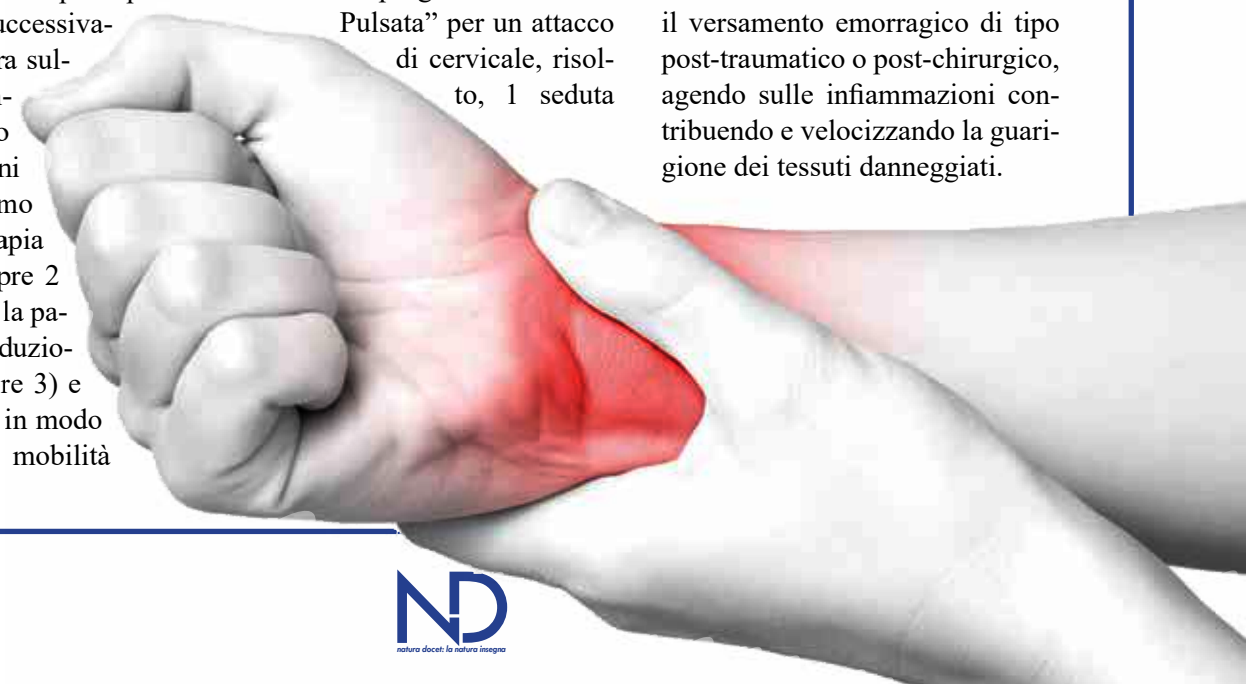 uccessiva-
ra sul-
o
ni
mo
apia
pre 2
la pa-
duzio-
re 3) e
in modo
mobilità
Pulsata” per un attacco
di cervicale, risol-
to, 1 seduta
il versamento emorragico di tipo
post-traumatico o post-chirurgico,
agendo sulle infiammazioni con-
tribuendo e velocizzando la guari-
gione dei tessuti danneggiati.
ND
natura docet: la natura insegna